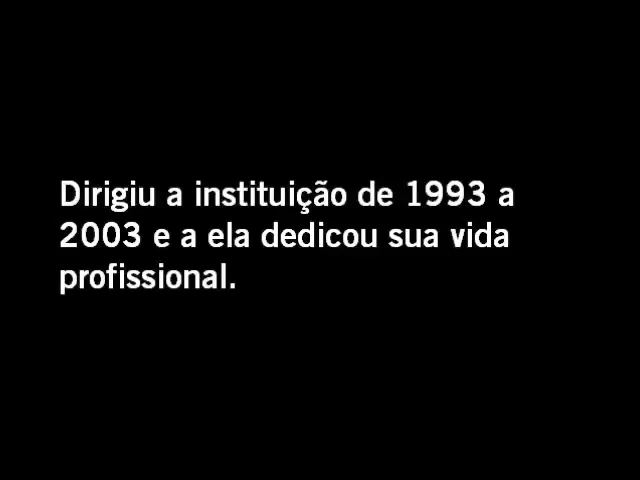 Dirigiu a instituição de 1993 a
2003 e a ela dedicou sua vida
profissional.